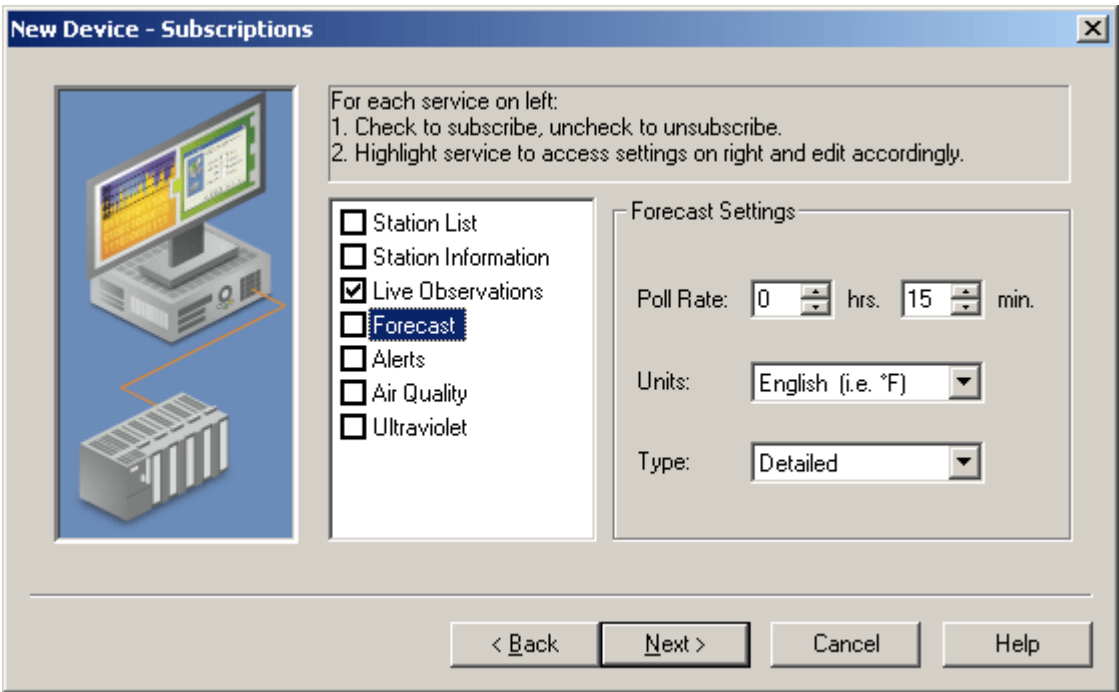 New Device - Subscriptions
For each service on left:
1. Check to subscribe, uncheck to unsubscribe.
2. Highlight service to access settings on right and edit accordingly.
Station List
Station Information
Live Observations
Forecast
Alerts
Air Quality
Ultraviolet
Forecast Settings
Poll Rate: 0 hrs. 15 min.
Units: English (i.e. °F)
Type: Detailed
< Back Next > Cancel Help